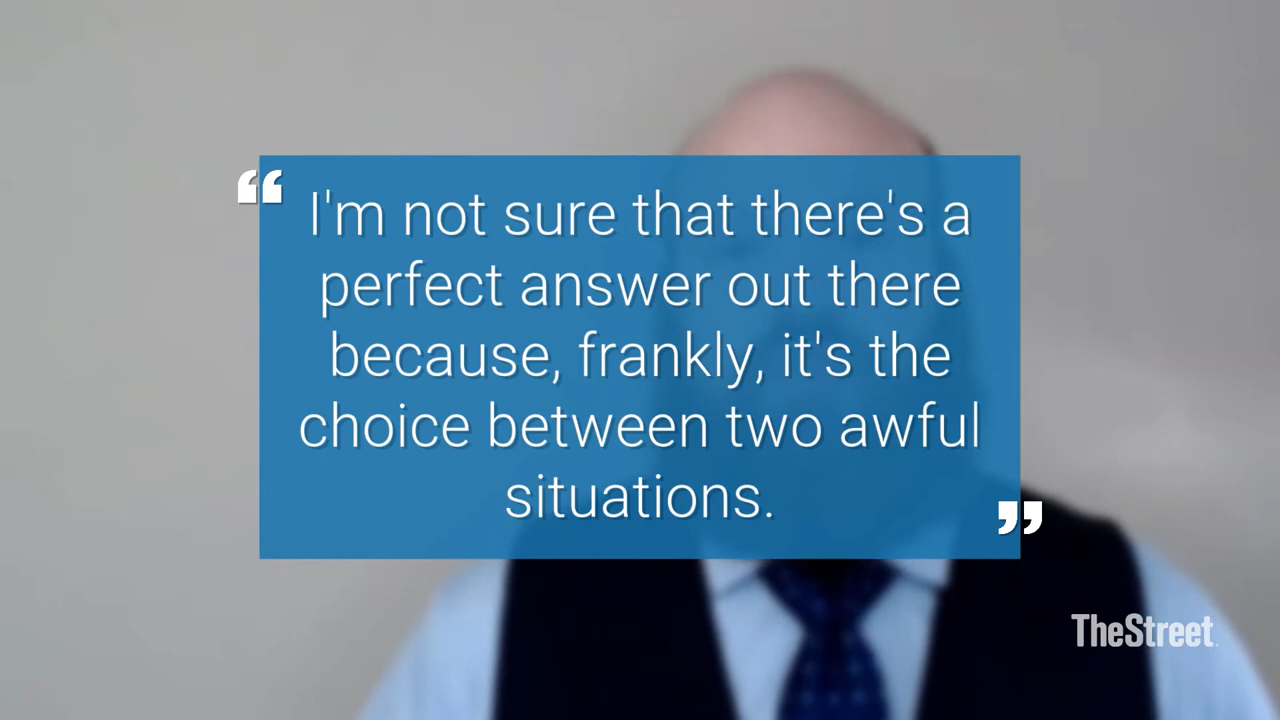 “ I'm not sure that there's a
perfect answer out there
because, frankly, it's the
choice between two awful
situations. ”
TheStreet